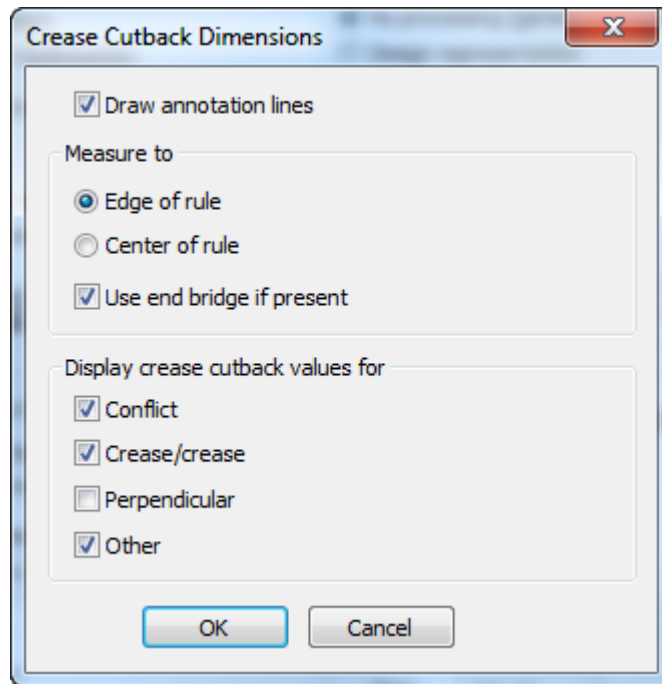 Crease Cutback Dimensions
Draw annotation lines
Measure to
Edge of rule
Center of rule
Use end bridge if present
Display crease cutback values for
Conflict
Crease/crease
Perpendicular
Other
OK
Cancel